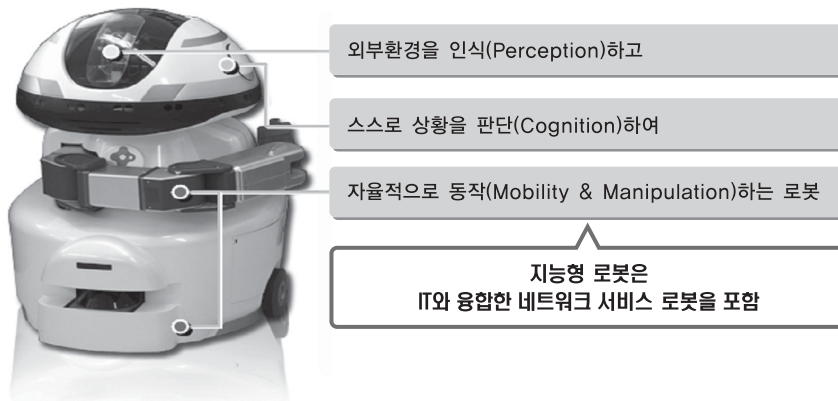 외부환경을 인식(Perception)하고
스스로 상황을 판단(Cognition)하여
자율적으로 동작(Mobility & Manipulation)하는 로봇
지능형 로봇은
IT와 융합한 네트워크 서비스 로봇을 포함